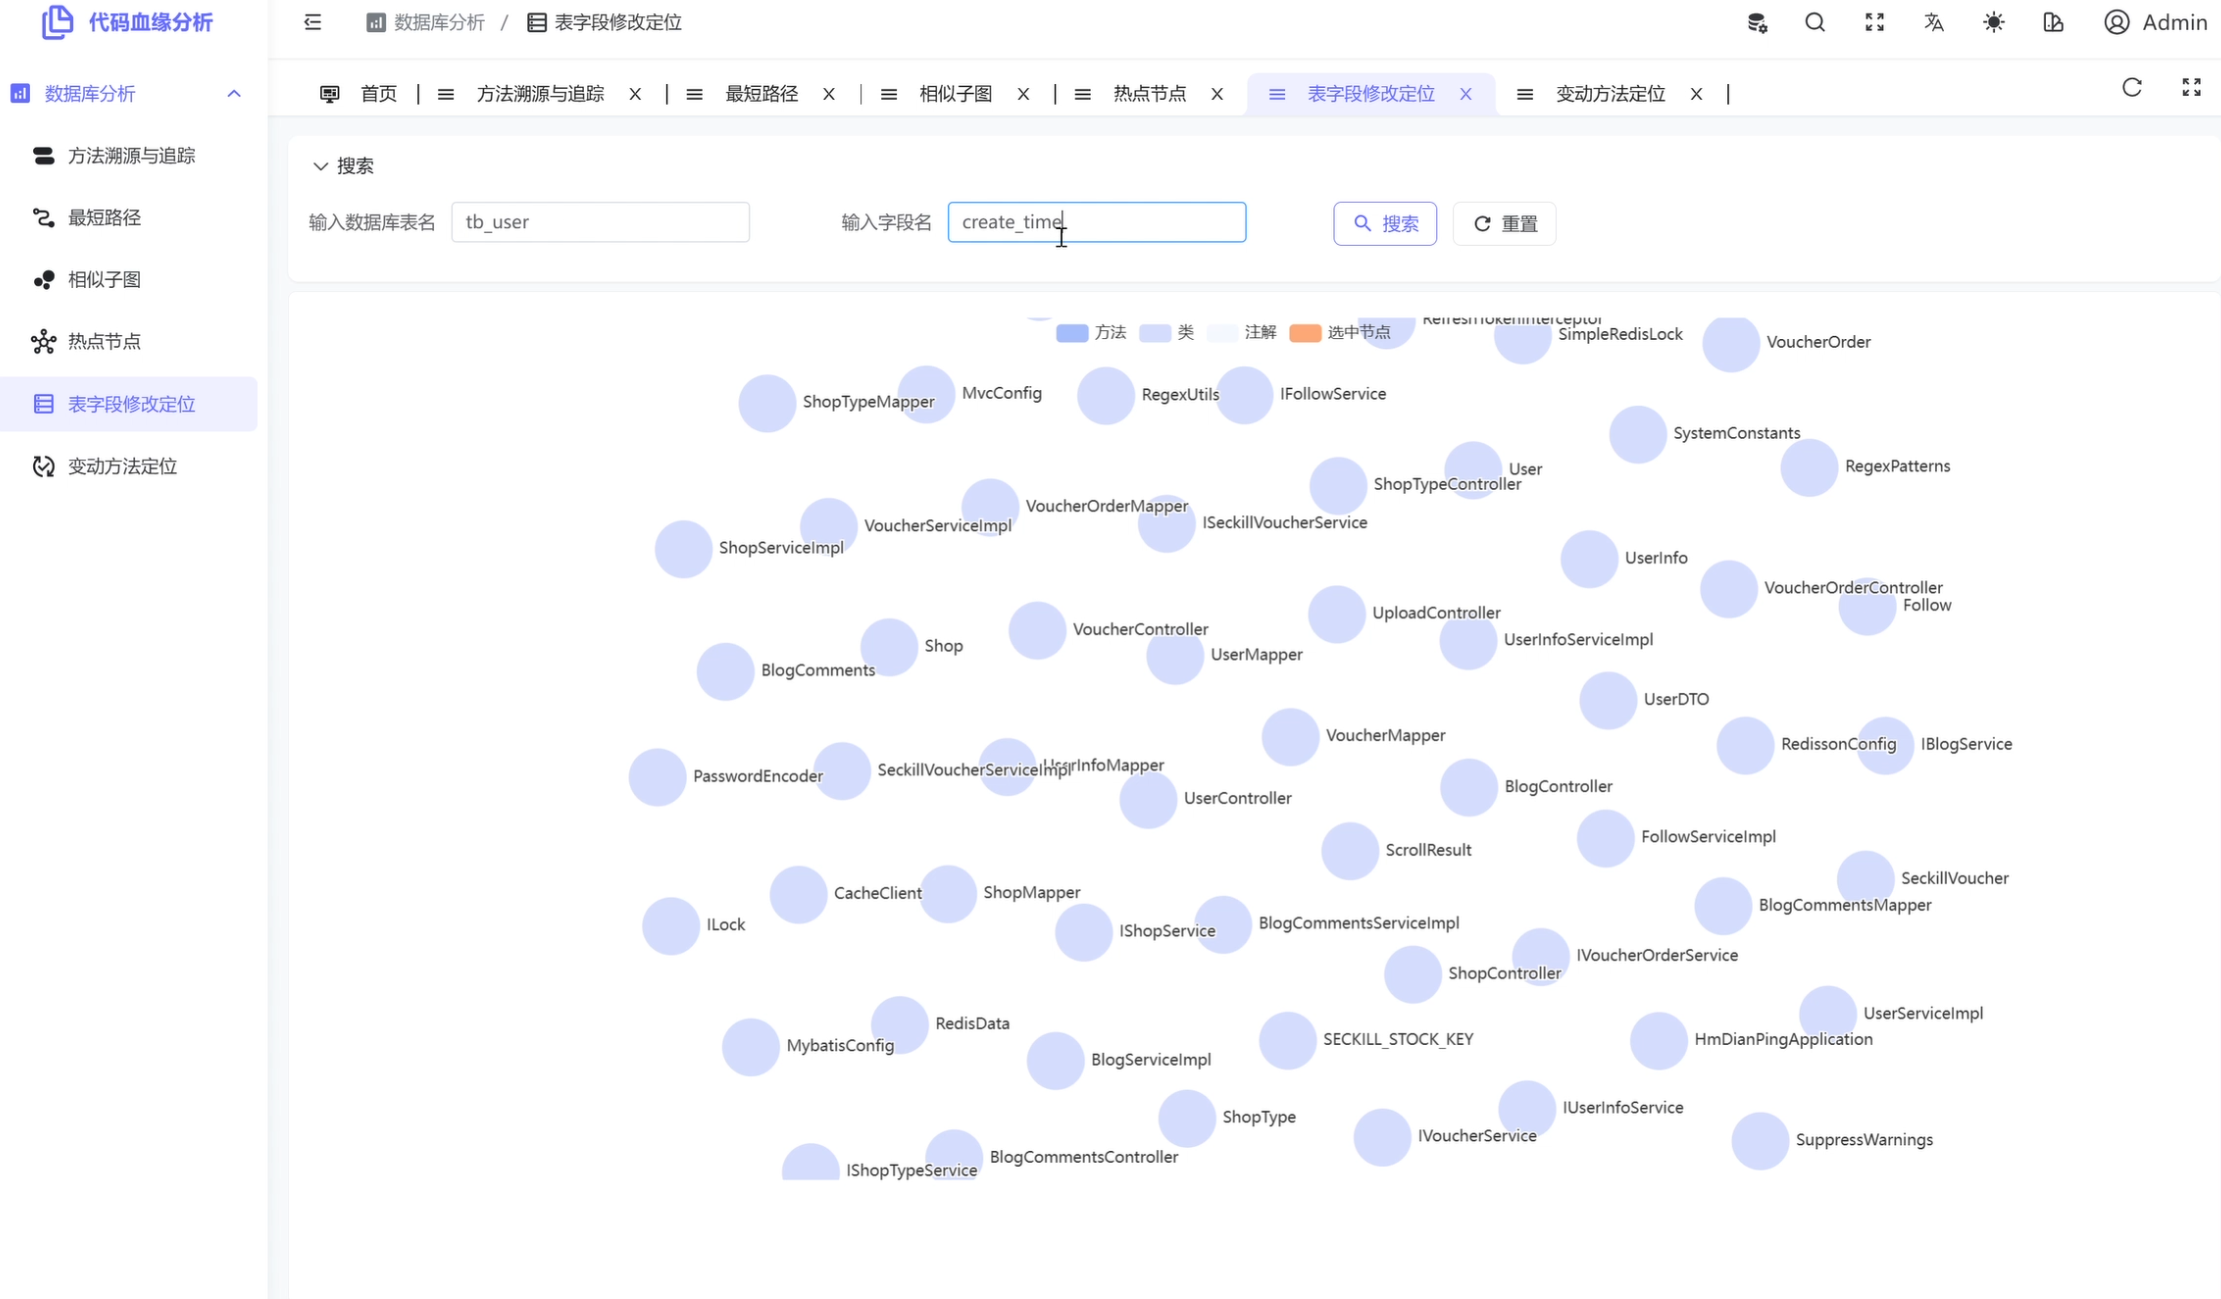 代码血缘分析
数据库分析 / 表字段修改定位
Admin
数据库分析
方法溯源与追踪
最短路径
相似子图
热点节点
表字段修改定位
变动方法定位
首页 | 方法溯源与追踪 X | 最短路径 X | 相似子图 X | 热点节点 X 表字段修改定位 X 变动方法定位 X |
搜索
输入数据库表名 tb_user 输入字段名 create_time 搜索 重置
方法 类 注解 选中节点
RefreshTokenInterceptor
SimpleRedisLock
VoucherOrder
ShopTypeMapper
MvcConfig
RegexUtils
IFollowService
SystemConstants
RegexPatterns
User
ShopTypeController
VoucherOrderMapper
VoucherServiceImpl
ISeckillVoucherService
ShopServiceImpl
UserInfo
VoucherOrderController
Follow
UploadController
VoucherController
UserInfoServiceImpl
Shop
UserMapper
BlogComments
UserDTO
VoucherMapper
RedissonConfig
IBlogService
UserInfoMapper
SeckillVoucherServiceImpl
PasswordEncoder
BlogController
UserController
FollowServiceImpl
ScrollResult
SeckillVoucher
CacheClient
ShopMapper
BlogCommentsMapper
ILock
IShopService
BlogCommentsServiceImpl
IVoucherOrderService
ShopController
UserServiceImpl
RedisData
MybatisConfig
SECKILL_STOCK_KEY
HmDianPingApplication
BlogServiceImpl
IUserInfoService
ShopType
IVoucherService
SuppressWarnings
BlogCommentsController
IShopTypeService